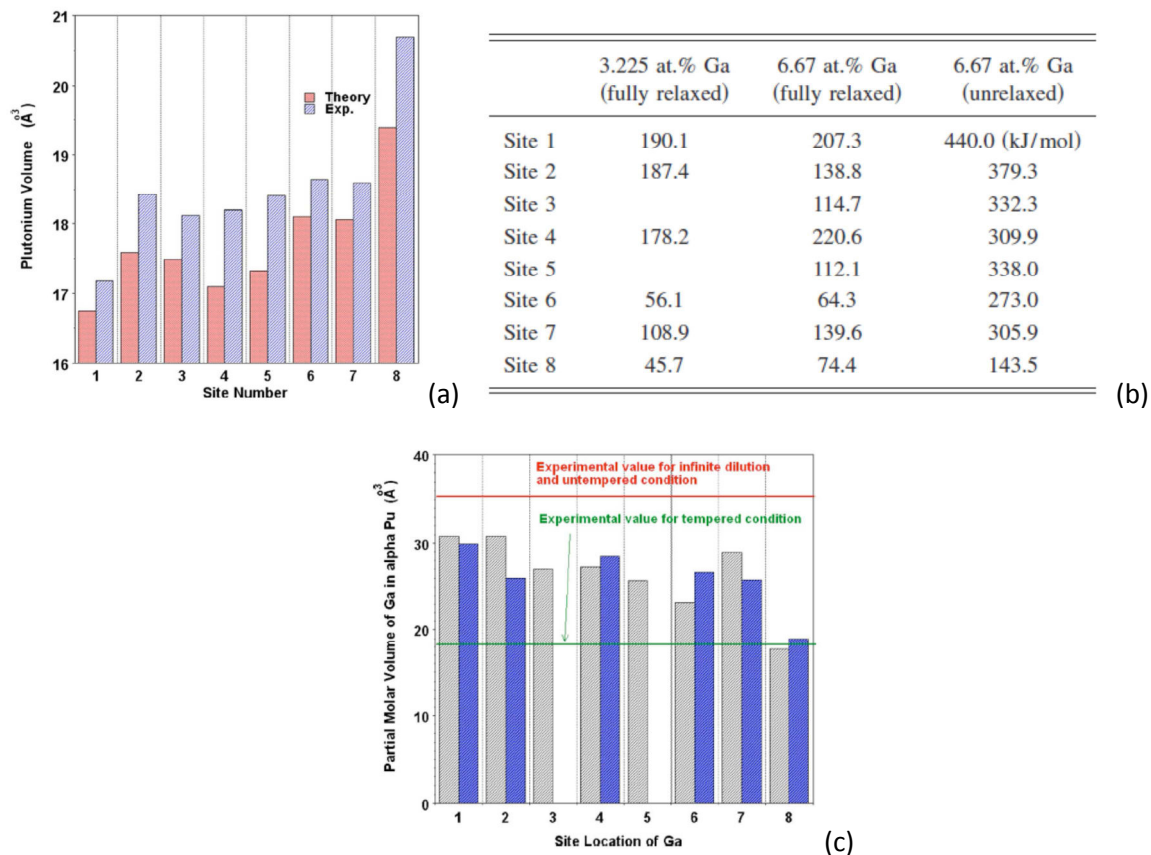 21
20
19
18
17
16
Plutonium Volume (Å³)
Theory
Exp.
1 2 3 4 5 6 7 8
Site Number
(a)
3.225 at.% Ga 6.67 at.% Ga 6.67 at.% Ga
(fully relaxed) (fully relaxed) (unrelaxed)
Site 1 190.1 207.3 440.0 (kJ/mol)
Site 2 187.4 138.8 379.3
Site 3 114.7 332.3
Site 4 178.2 220.6 309.9
Site 5 112.1 338.0
Site 6 56.1 64.3 273.0
Site 7 108.9 139.6 305.9
Site 8 45.7 74.4 143.5
(b)
40
30
20
10
0
Partial Molar Volume of Ga in alpha Pu (Å³)
Experimental value for infinite dilution
and untempered condition
Experimental value for tempered condition
1 2 3 4 5 6 7 8
Site Location of Ga
(c)